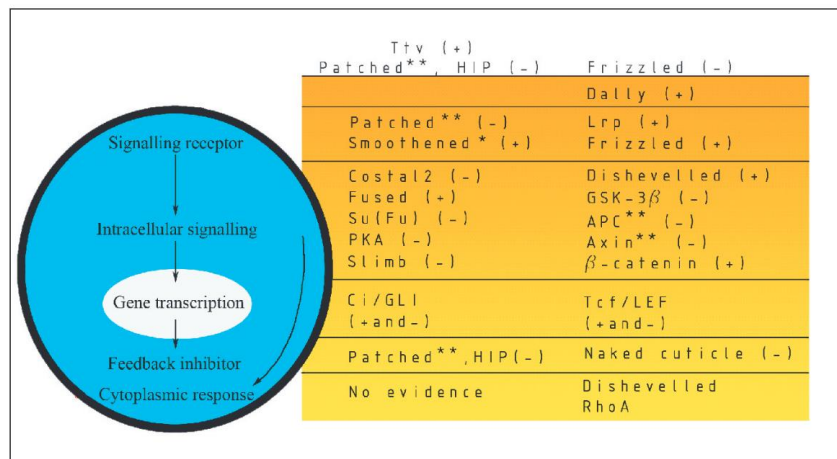 Ttv (+)
Patched**, HIP (-) Frizzled (-)
Dally (+)
Signalling receptor
Intracellular signalling
Gene transcription
Feedback inhibitor
Cytoplasmic response
Patched** (-) Lrp (+)
Smoothened* (+) Frizzled (+)
Costal2 (-) Dishevelled (+)
Fused (+) GSK-3β (-)
Su(Fu) (-) APC** (-)
PKA (-) Axin** (-)
Slimb (-) β-catenin (+)
Ci/GLI Tcf/LEF
(+and-) (+and-)
Patched**,HIP(-) Naked cuticle (-)
No evidence Dishevelled
RhoA